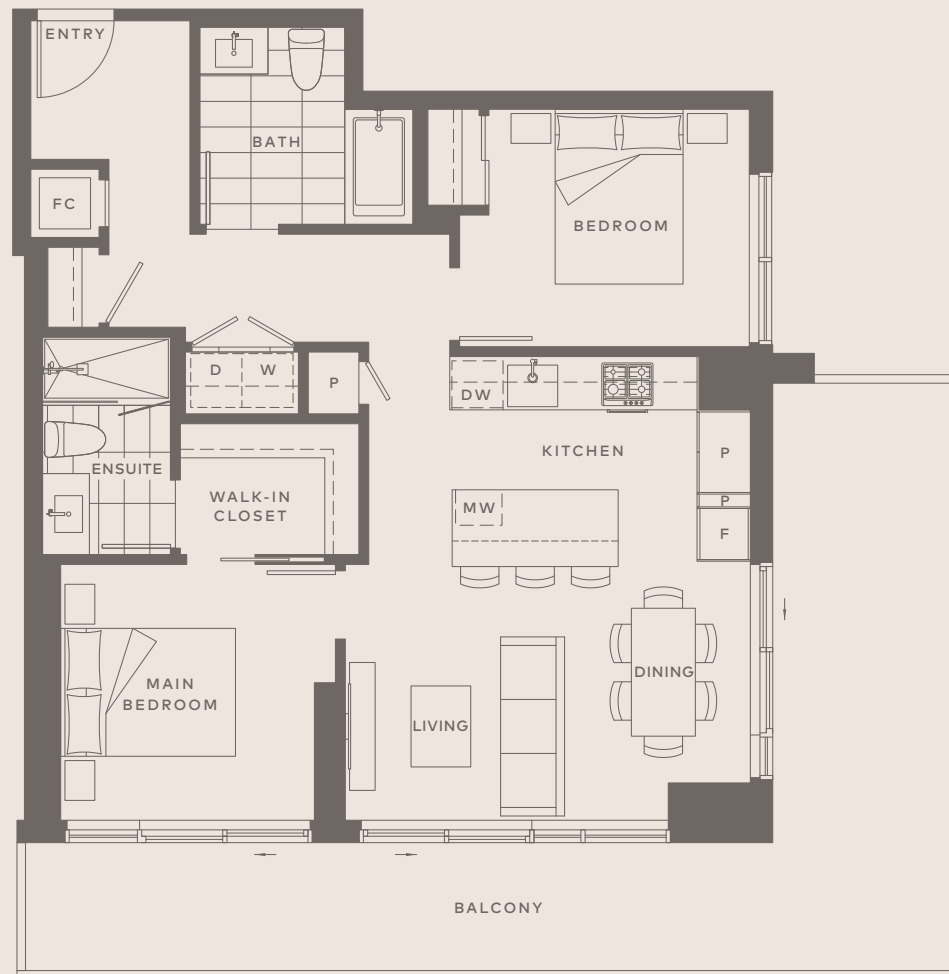 ENTRY
BATH
FC
BEDROOM
D
W
P
DW
KITCHEN
P
ENSUITE
WALK-IN
CLOSET
MW
P
F
DINING
MAIN
BEDROOM
LIVING
BALCONY